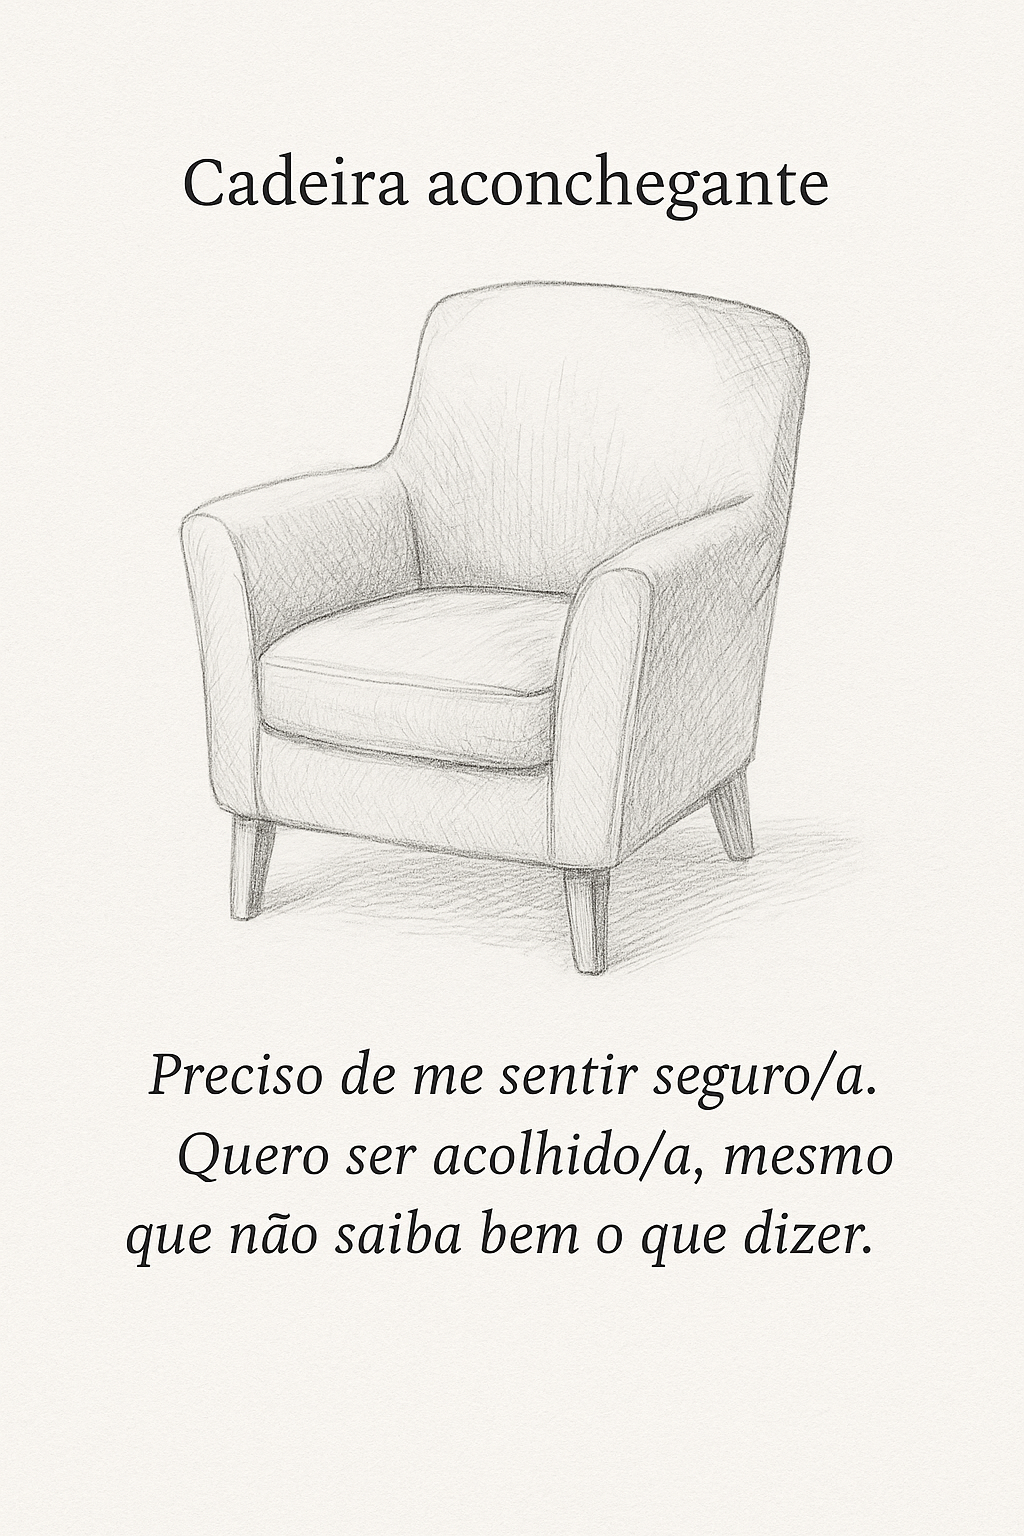 Cadeira aconchegante
Preciso de me sentir seguro/a.
Quero ser acolhido/a, mesmo
que não saiba bem o que dizer.